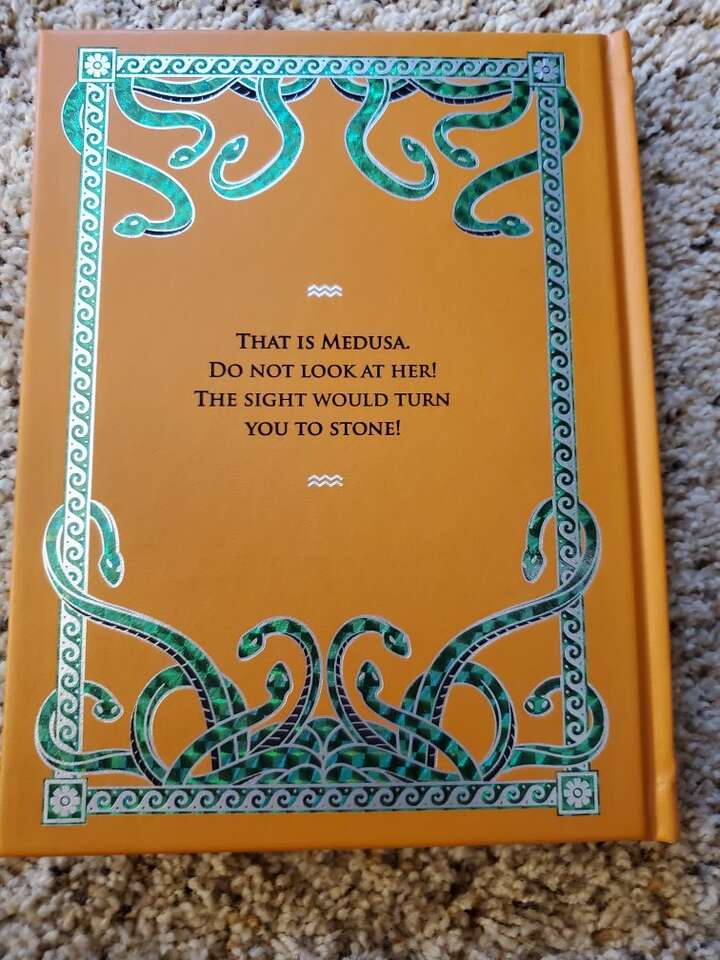 That is Medusa.
Do not look at her!
The sight would turn
you to stone!